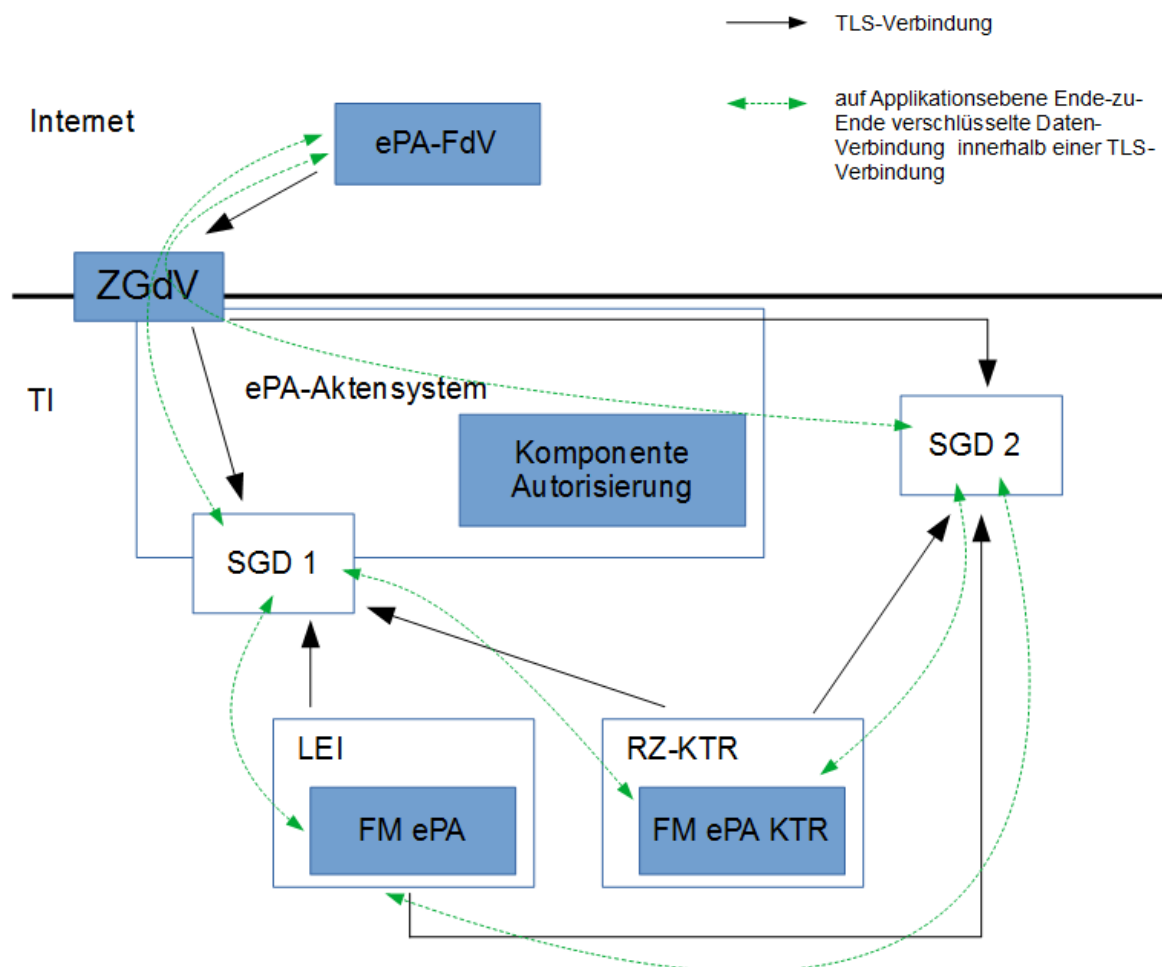 TLS-Verbindung
auf Applikationsebene Ende-zu-
Ende verschlüsselte Daten-
Verbindung innerhalb einer TLS-
Verbindung
Internet
ePA-FdV
ZGdV
TI
ePA-Aktensystem
Komponente
Autorisierung
SGD 2
SGD 1
LEI
FM ePA
RZ-KTR
FM ePA KTR